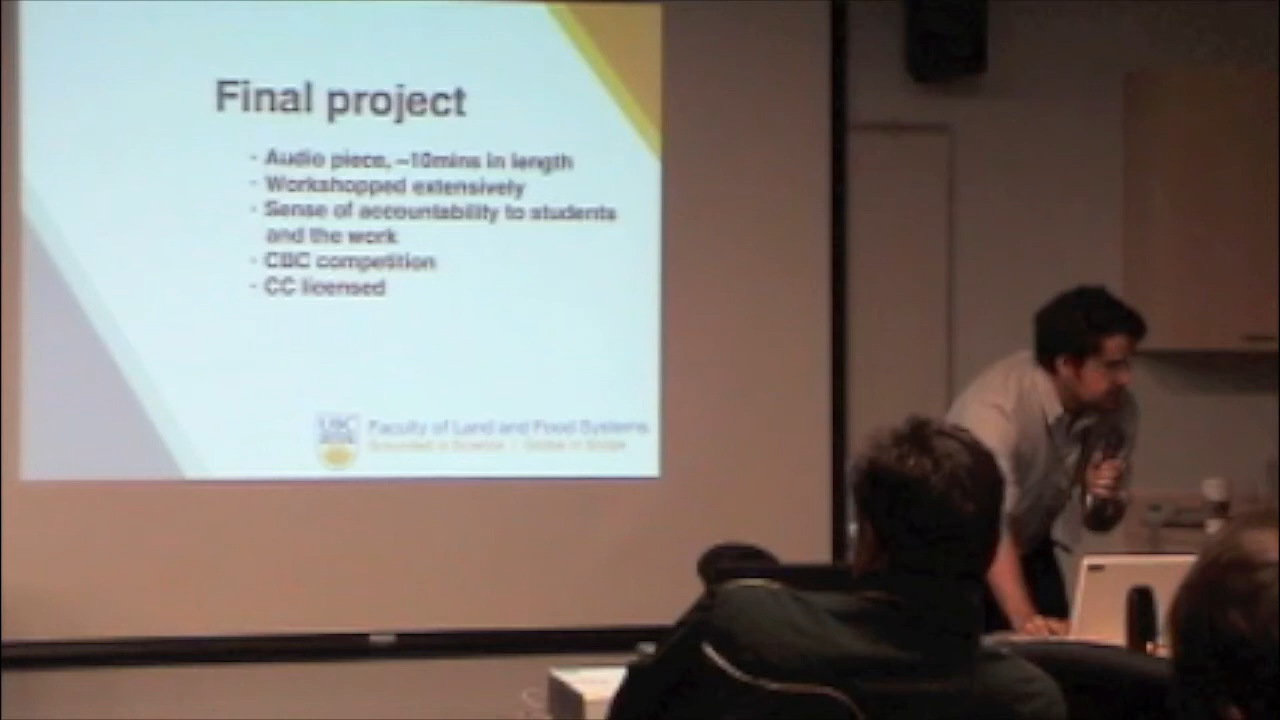 Final project
- Audio piece, ~10mins in length
- Workshopped extensively
- Sense of accountability to students
and the work
- CBC competition
- CC licensed
UBC
Faculty of Land and Food Systems